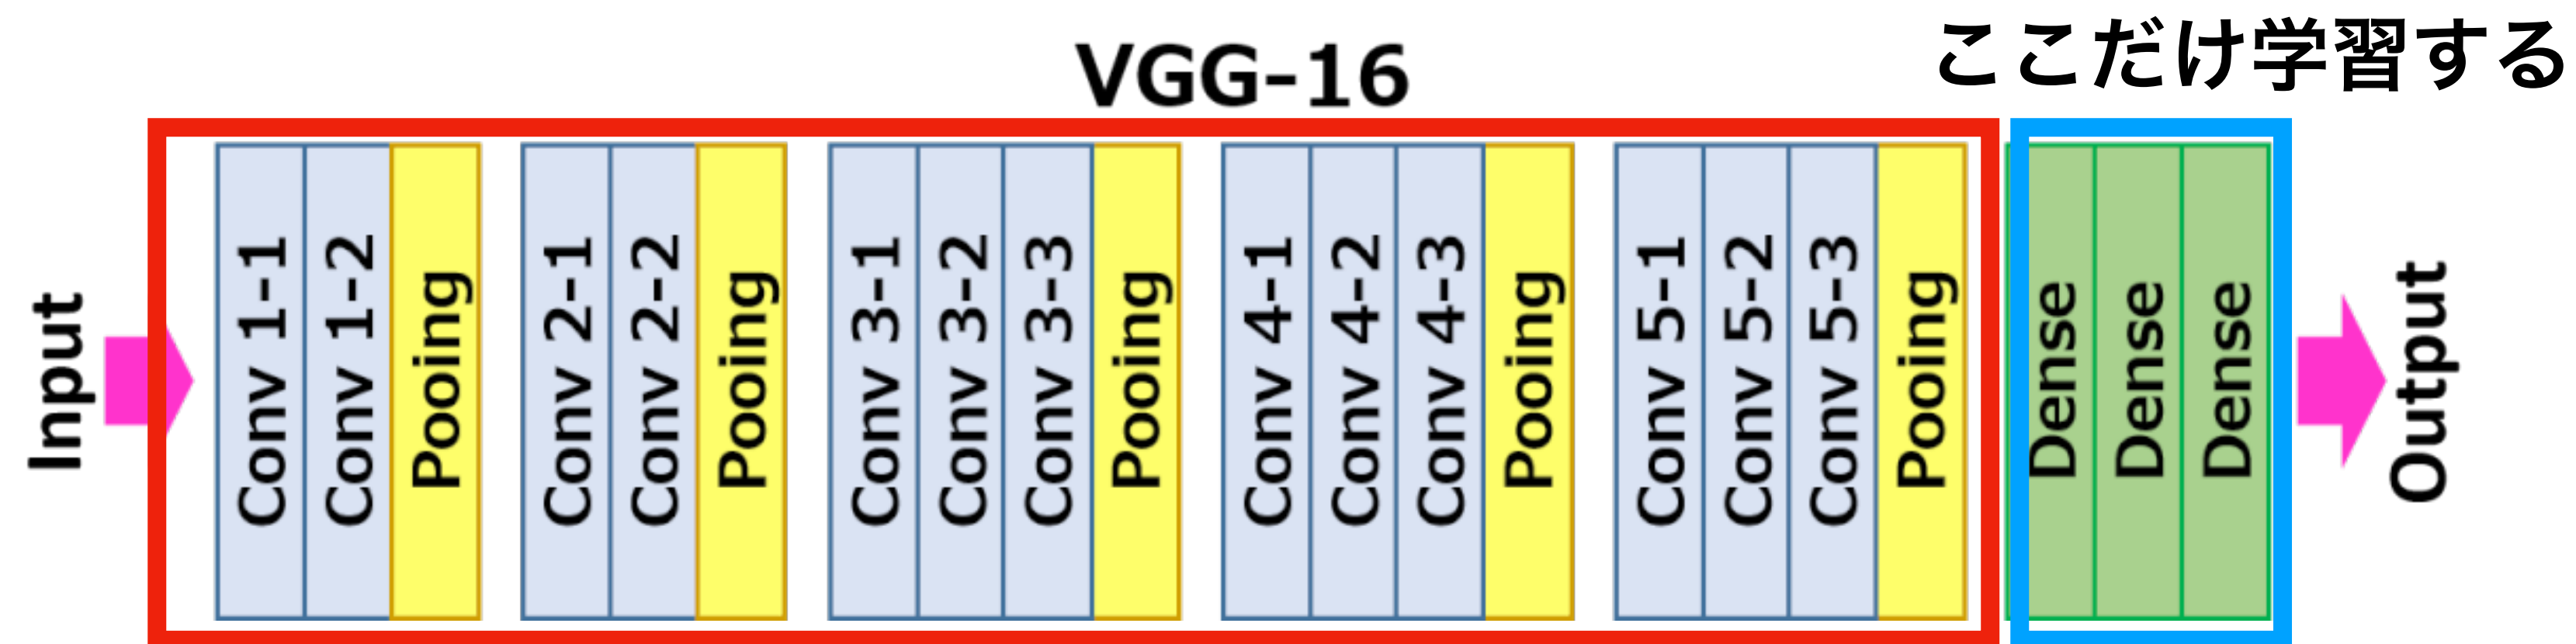 VGG-16
ここだけ学習する
Input
Conv 1-1
Conv 1-2
Pooing
Conv 2-1
Conv 2-2
Pooing
Conv 3-1
Conv 3-2
Conv 3-3
Pooing
Conv 4-1
Conv 4-2
Conv 4-3
Pooing
Conv 5-1
Conv 5-2
Conv 5-3
Pooing
Dense
Dense
Dense
Output